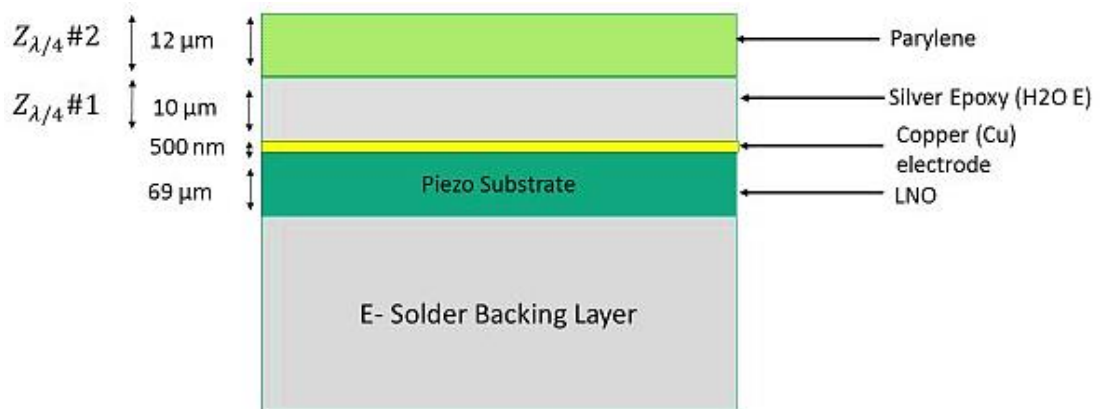 Z_{λ/4} #2
12 µm
Parylene
Z_{λ/4} #1
10 µm
Silver Epoxy (H2O E)
500 nm
Copper (Cu)
electrode
69 µm
Piezo Substrate
LNO
E- Solder Backing Layer